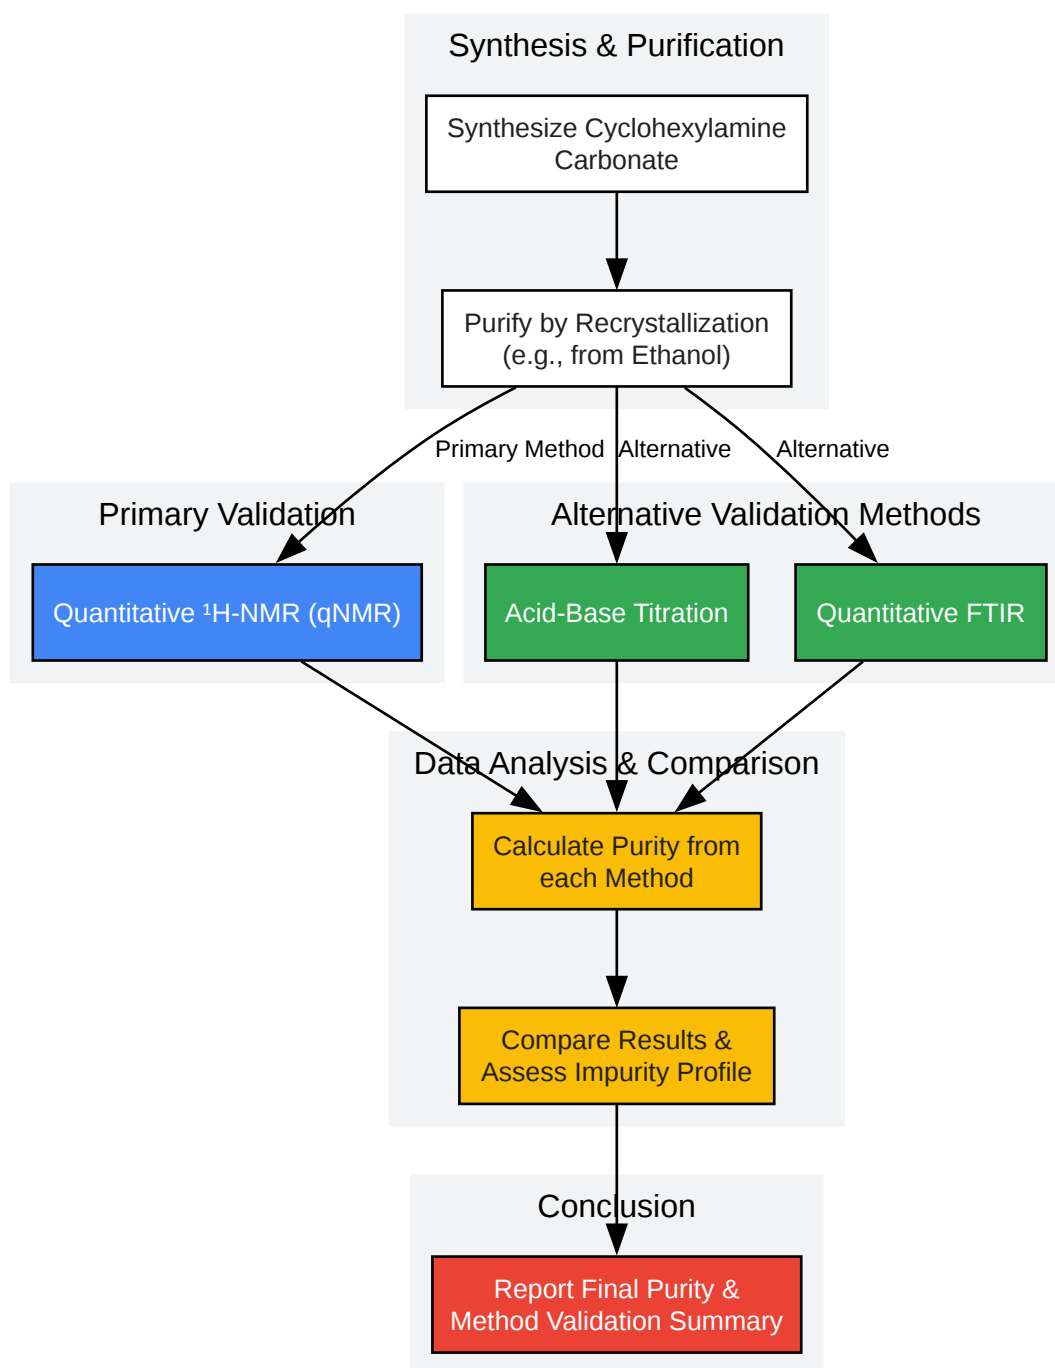 Synthesis & Purification
Synthesize Cyclohexylamine
Carbonate
Purify by Recrystallization
(e.g., from Ethanol)
Primary Method
Alternative
Alternative
Primary Validation
Alternative Validation Methods
Quantitative ¹H-NMR (qNMR)
Acid-Base Titration
Quantitative FTIR
Data Analysis & Comparison
Calculate Purity from
each Method
Compare Results &
Assess Impurity Profile
Conclusion
Report Final Purity &
Method Validation Summary